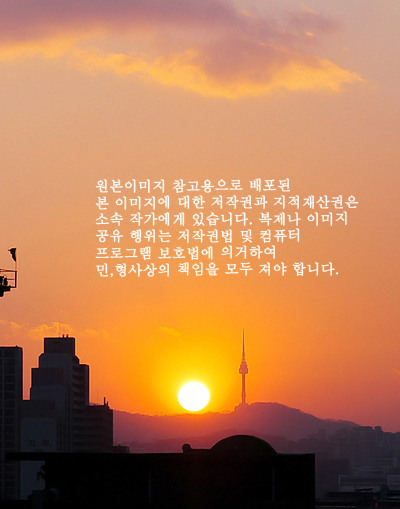 원본이미지 참고용으로 배포된
본 이미지에 대한 저작권과 지적재산권은
소속 작가에게 있습니다. 복제나 이미지
공유 행위는 저작권법 및 컴퓨터
프로그램 보호법에 의거하여
민,형사상의 책임을 모두 져야 합니다.